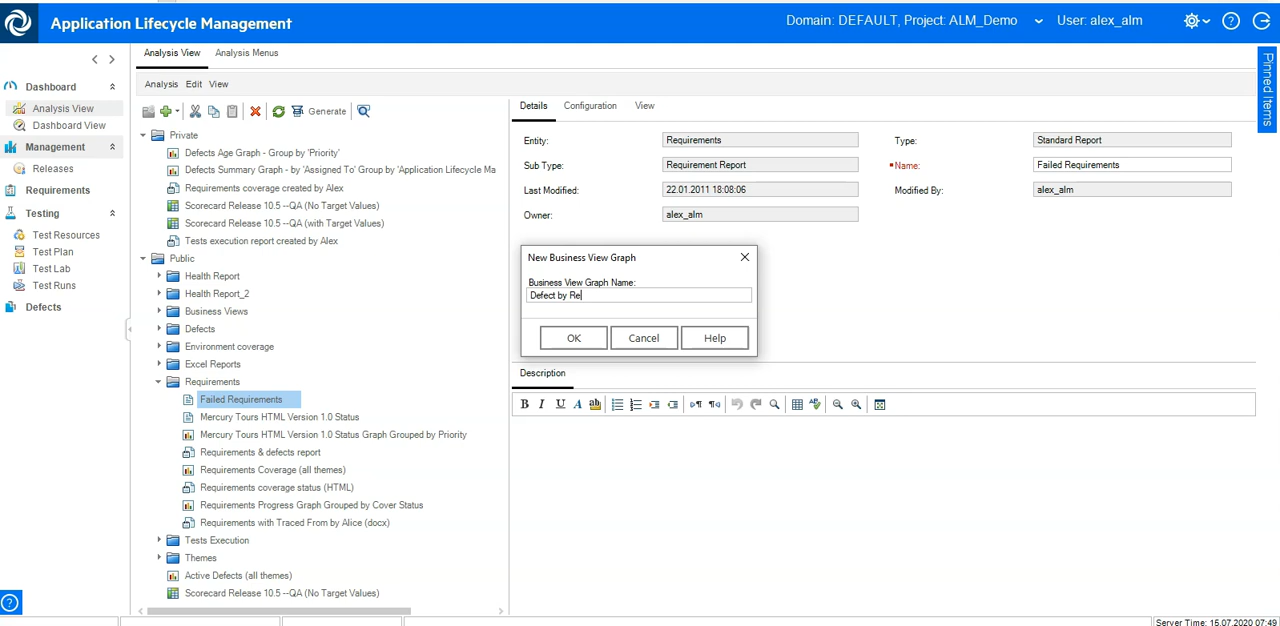 Application Lifecycle Management
Domain: DEFAULT, Project: ALM_Demo
User: alex_alm
Dashboard
Analysis View
Dashboard View
Management
Releases
Requirements
Testing
Test Resources
Test Plan
Test Lab
Test Runs
Defects
Analysis View
Analysis Menus
Analysis Edit View
Generate
Private
Defects Age Graph - Group by 'Priority'
Defects Summary Graph - by 'Assigned To' Group by 'Application Lifecycle Ma
Requirements coverage created by Alex
Scorecard Release 10.5 --QA (No Target Values)
Scorecard Release 10.5 --QA (with Target Values)
Tests execution report created by Alex
Public
Health Report
Health Report_2
Business Views
Defects
Environment coverage
Excel Reports
Requirements
Failed Requirements
Mercury Tours HTML Version 1.0 Status
Mercury Tours HTML Version 1.0 Status Graph Grouped by Priority
Requirements & defects report
Requirements Coverage (all themes)
Requirements coverage status (HTML)
Requirements Progress Graph Grouped by Cover Status
Requirements with Traced From by Alice (docx)
Tests Execution
Themes
Active Defects (all themes)
Scorecard Release 10.5 --QA (No Target Values)
Details Configuration View
Entity: Requirements Type: Standard Report
Sub Type: Requirement Report Name: Failed Requirements
Last Modified: 22.01.2011 18:08:06 Modified By: alex_alm
Owner: alex_alm
New Business View Graph
Business View Graph Name:
Defect by Re
OK Cancel Help
Description
B I U A ab
Pinned Items
Server Time: 15.07.2020 07:49